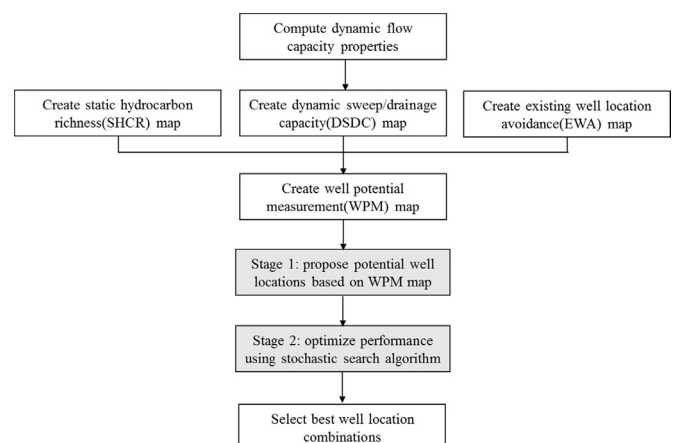 Compute dynamic flow
capacity properties
Create static hydrocarbon
richness(SHCR) map
Create dynamic sweep/drainage
capacity(DSDC) map
Create existing well location
avoidance(EWA) map
Create well potential
measurement(WPM) map
Stage 1: propose potential well
locations based on WPM map
Stage 2: optimize performance
using stochastic search algorithm
Select best well location
combinations